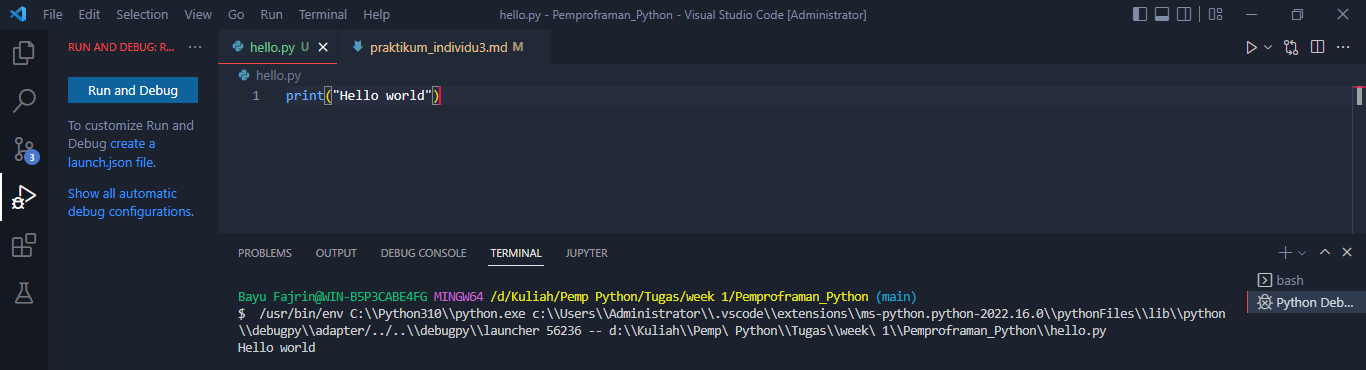 File Edit Selection View Go Run Terminal Help
hello.py - Pemproframan_Python - Visual Studio Code [Administrator]
RUN AND DEBUG: R... ···
hello.py U
praktikum_individu3.md M
Run and Debug
To customize Run and
Debug create a
launch.json file.
Show all automatic
debug configurations.
3
hello.py
1 print("Hello world")
PROBLEMS OUTPUT DEBUG CONSOLE TERMINAL JUPYTER
Bayu Fajrin@WIN-B5P3CABE4FG MINGW64 /d/Kuliah/Pemp Python/Tugas/week 1/Pemproframan_Python (main)
$ /usr/bin/env C:\\Python310\\python.exe c:\\Users\\Administrator\\.vscode\\extensions\\ms-python.python-2022.16.0\\pythonFiles\\lib\\python
\\debugpy\\adapter/../..\\debugpy\\launcher 56236 -- d:\\Kuliah\\Pemp\ Python\\Tugas\\week\ 1\\Pemproframan_Python\\hello.py
Hello world
bash
Python Deb...